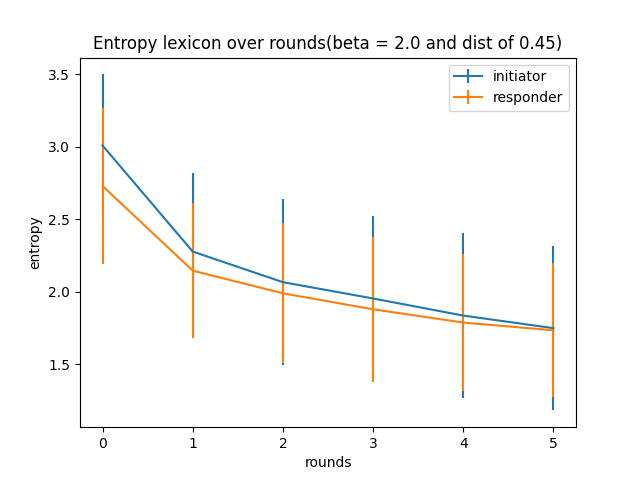 Entropy lexicon over rounds(beta = 2.0 and dist of 0.45)
initiator
responder
3.5
3.0
2.5
2.0
1.5
entropy
0
1
2
3
4
5
rounds